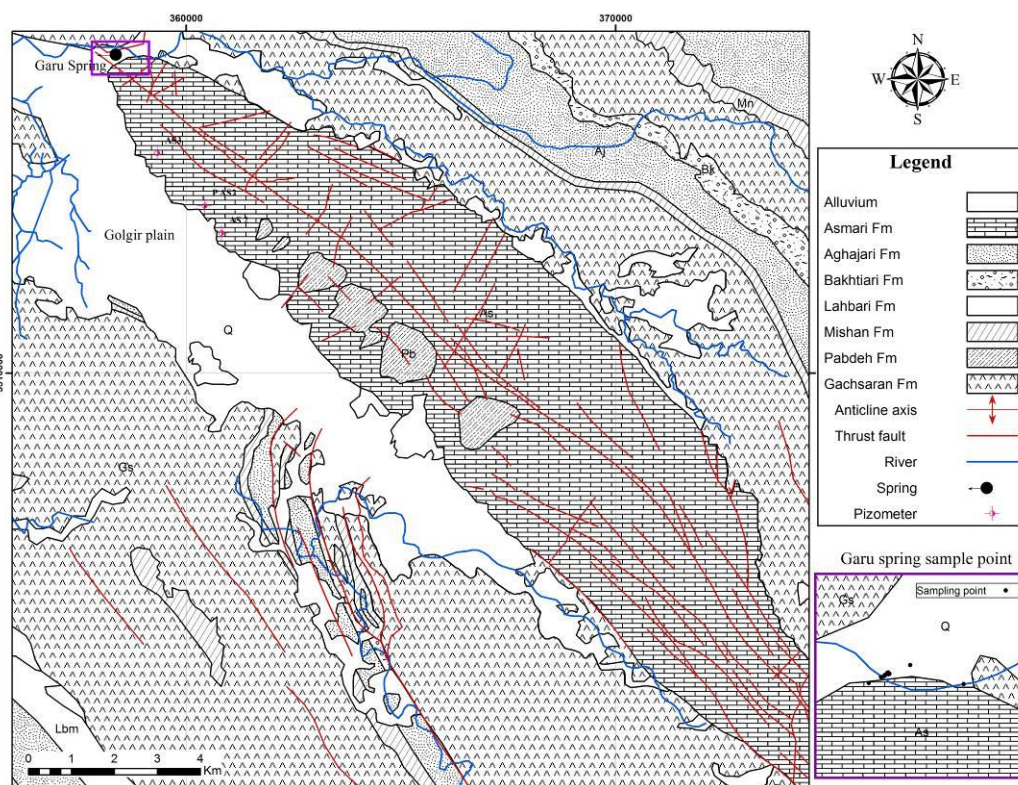 360000
370000
N
W E
S
Garu Spring
Mn
Aj
Bk
Golgir plain
Q
As
Pb
Gs
Lbm
0 1 2 3 4
Km
Legend
Alluvium
Asmari Fm
Aghajari Fm
Bakhtiari Fm
Lahbari Fm
Mishan Fm
Pabdeh Fm
Gachsaran Fm
Anticline axis
Thrust fault
River
Spring
Pizometer
Garu spring sample point
Gs
Sampling point
Q
As